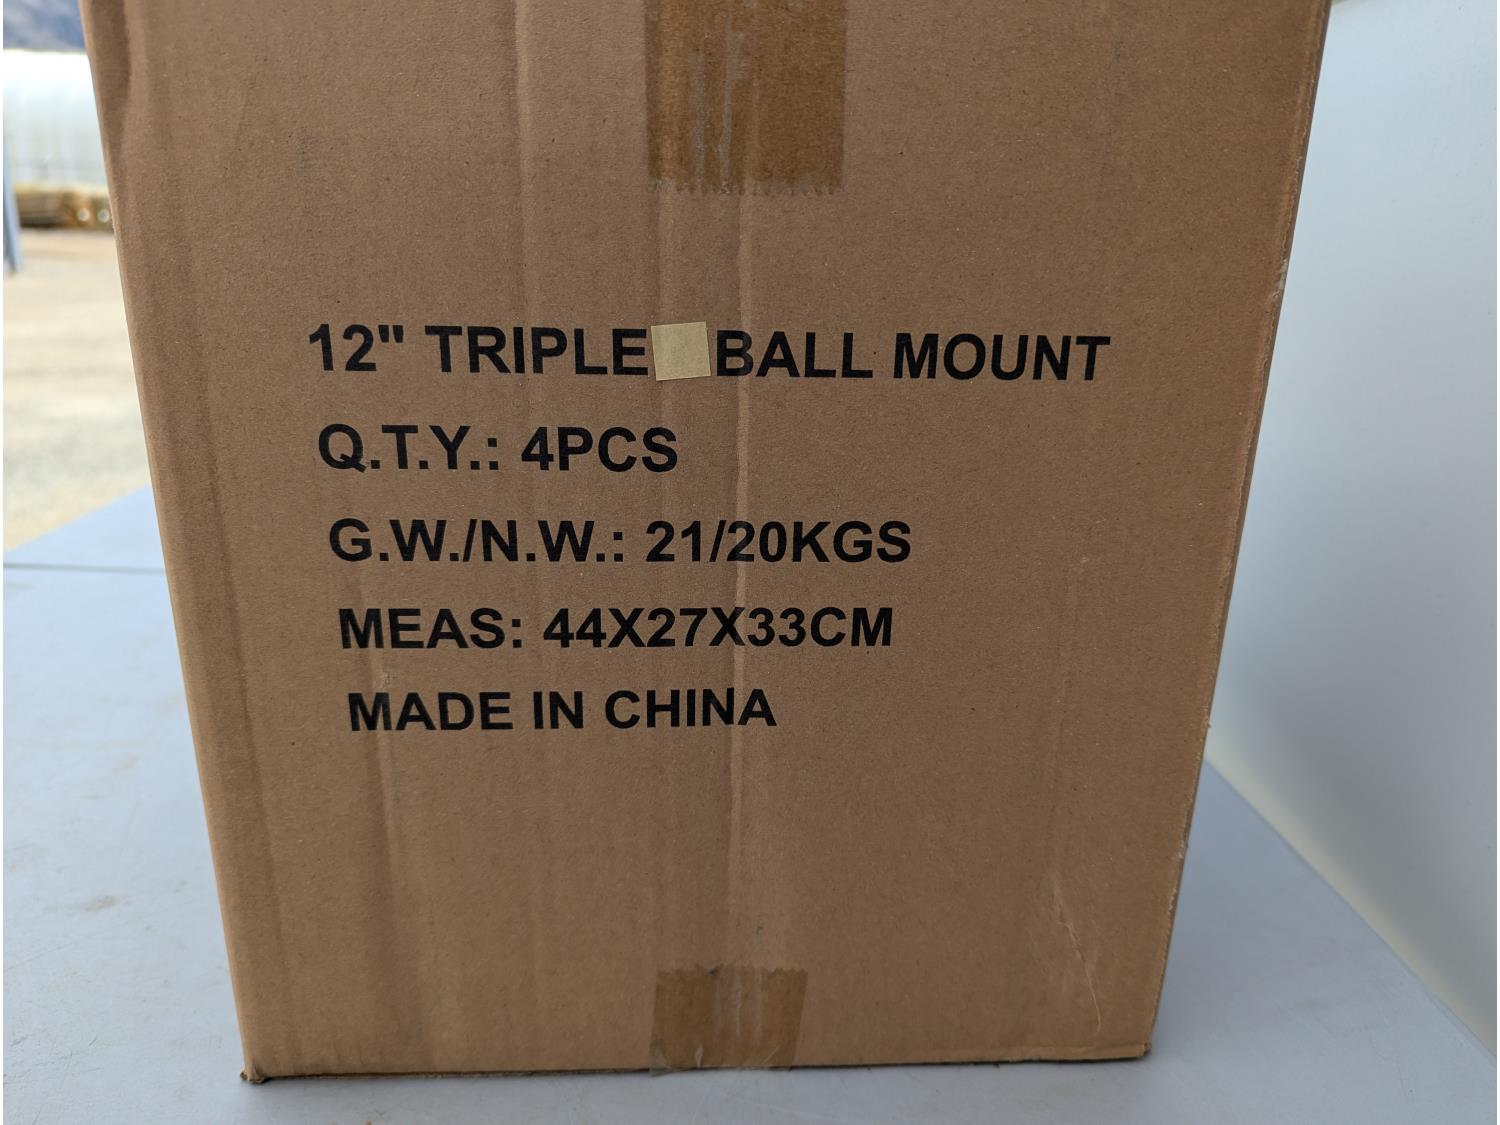 12" TRIPLE BALL MOUNT
Q.T.Y.: 4PCS
G.W./N.W.: 21/20KGS
MEAS: 44X27X33CM
MADE IN CHINA